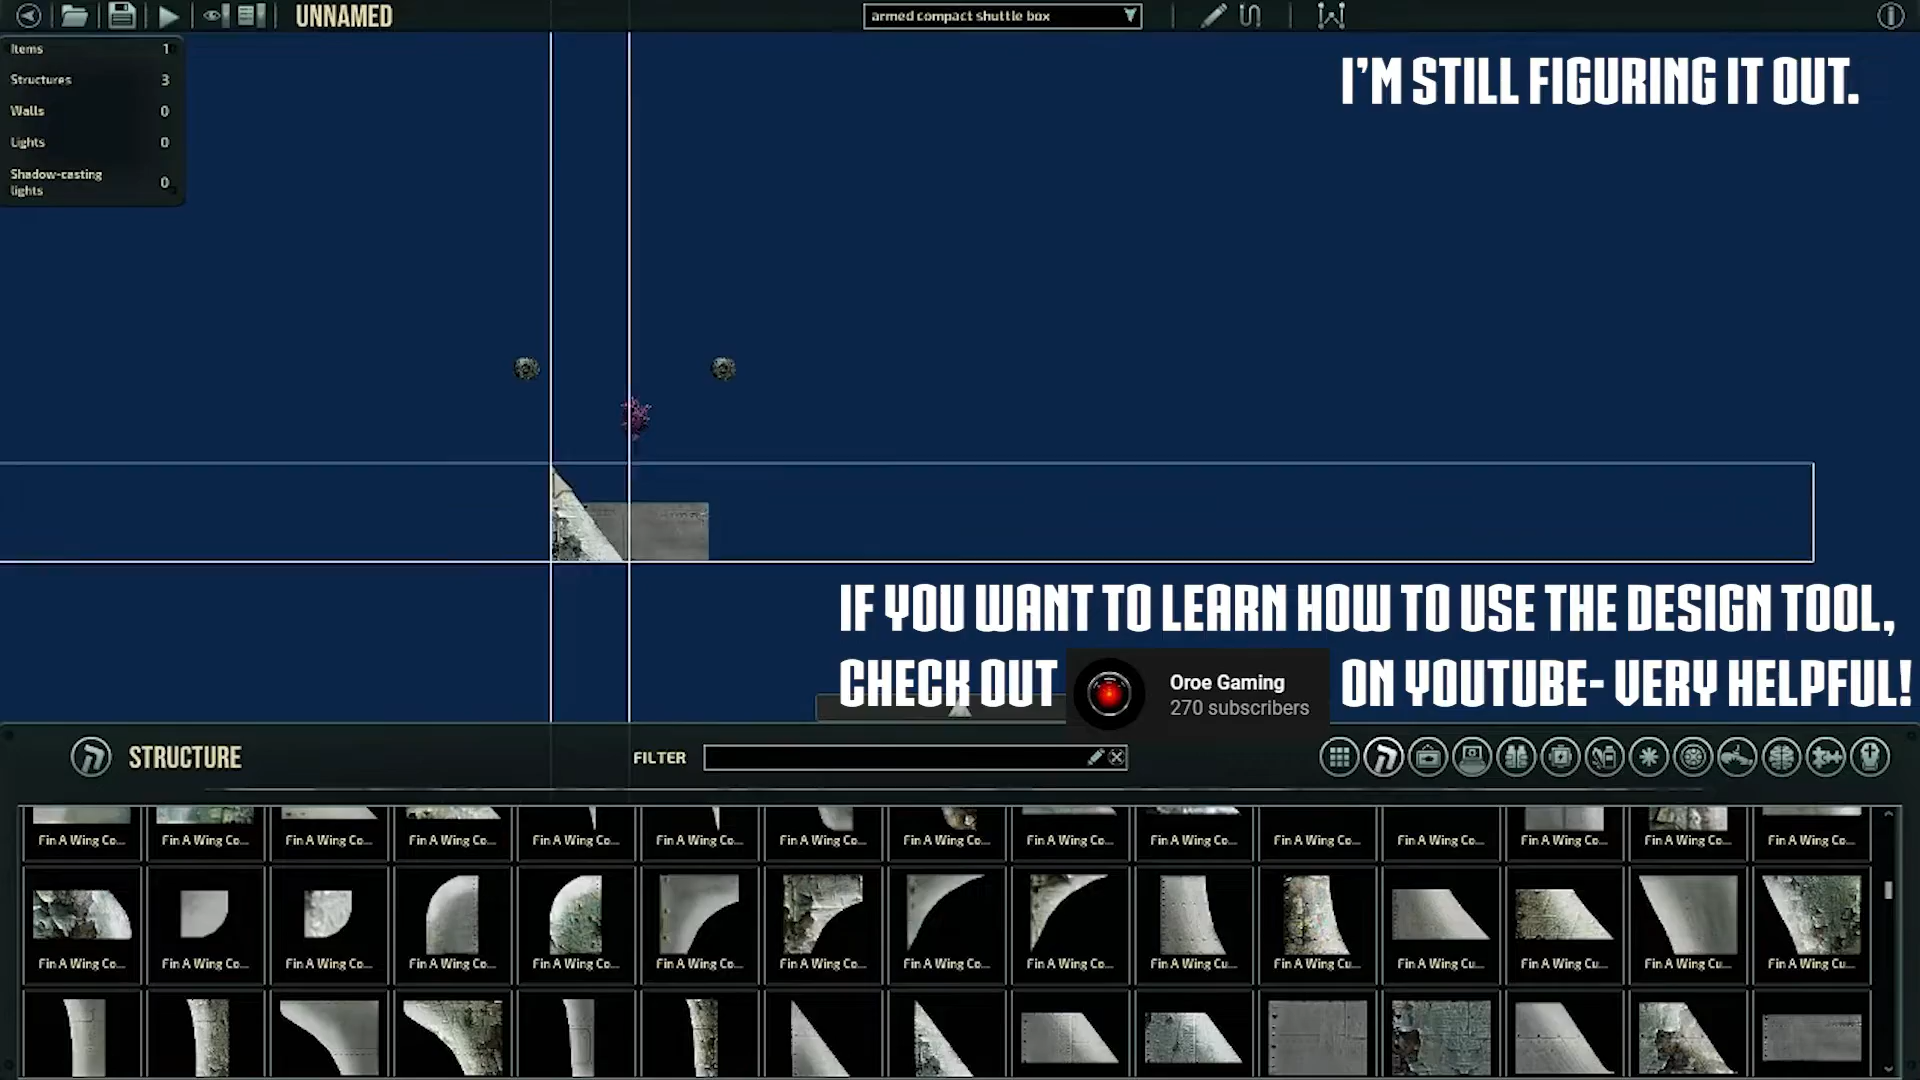 UNNAMED
armed compact shuttle box
Items 1
Structures 3
Walls 0
Lights 0
Shadow-casting
lights 0
I'M STILL FIGURING IT OUT.
IF YOU WANT TO LEARN HOW TO USE THE DESIGN TOOL,
CHECK OUT Oroe Gaming ON YOUTUBE- VERY HELPFUL!
270 subscribers
STRUCTURE
FILTER
Fin A Wing Co... Fin A Wing Co... Fin A Wing Co... Fin A Wing Co... Fin A Wing Co... Fin A Wing Co... Fin A Wing Co... Fin A Wing Co... Fin A Wing Co... Fin A Wing Co... Fin A Wing Co... Fin A Wing Co... Fin A Wing Co... Fin A Wing Co... Fin A Wing Co...
Fin A Wing Co... Fin A Wing Co... Fin A Wing Co... Fin A Wing Co... Fin A Wing Co... Fin A Wing Co... Fin A Wing Co... Fin A Wing Co... Fin A Wing Co... Fin A Wing Cu... Fin A Wing Cu... Fin A Wing Cu... Fin A Wing Cu... Fin A Wing Cu... Fin A Wing Cu...